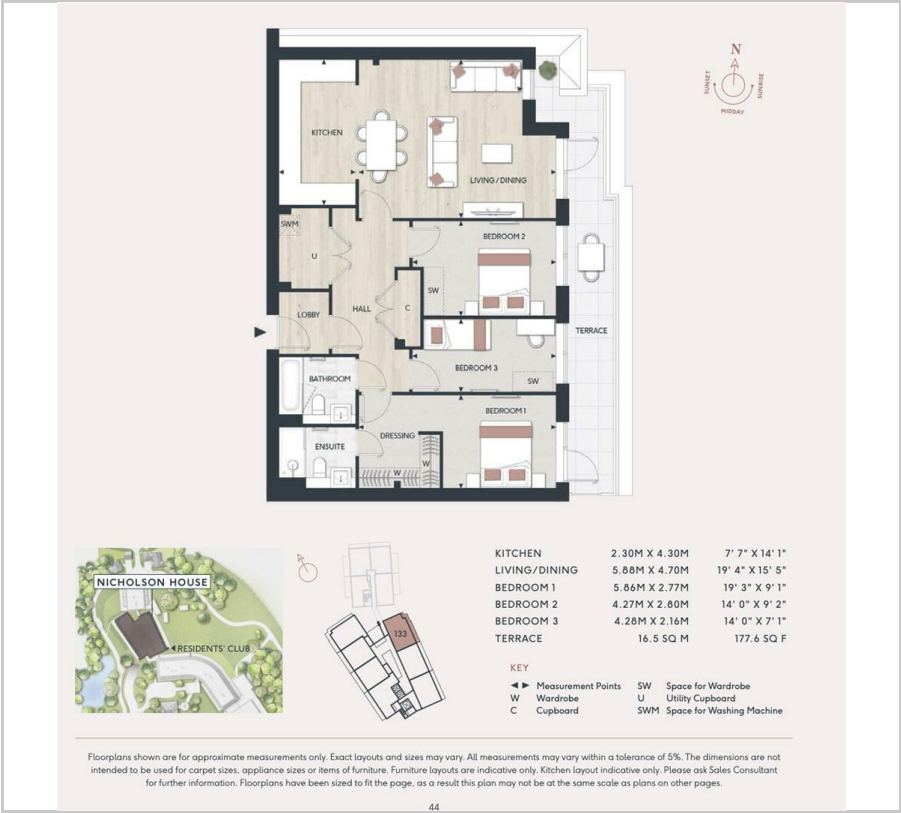 N
SUNSET
SUNRISE
MIDDAY
KITCHEN
LIVING/DINING
SWM
U
BEDROOM 2
SW
LOBBY
HALL
C
TERRACE
BEDROOM 3
SW
BATHROOM
BEDROOM 1
DRESSING
ENSUITE
W
W
NICHOLSON HOUSE
RESIDENTS' CLUB
133
KITCHEN 2.30M X 4.30M 7' 7" X 14' 1"
LIVING/DINING 5.88M X 4.70M 19' 4" X 15' 5"
BEDROOM 1 5.86M X 2.77M 19' 3" X 9' 1"
BEDROOM 2 4.27M X 2.80M 14' 0" X 9' 2"
BEDROOM 3 4.28M X 2.16M 14' 0" X 7' 1"
TERRACE 16.5 SQ M 177.6 SQ F
KEY
◄ ► Measurement Points SW Space for Wardrobe
W Wardrobe U Utility Cupboard
C Cupboard SWM Space for Washing Machine
Floorplans shown are for approximate measurements only. Exact layouts and sizes may vary. All measurements may vary within a tolerance of 5%. The dimensions are not
intended to be used for carpet sizes, appliance sizes or items of furniture. Furniture layouts are indicative only. Kitchen layout indicative only. Please ask Sales Consultant
for further information. Floorplans have been sized to fit the page, as a result this plan may not be at the same scale as plans on other pages.
44